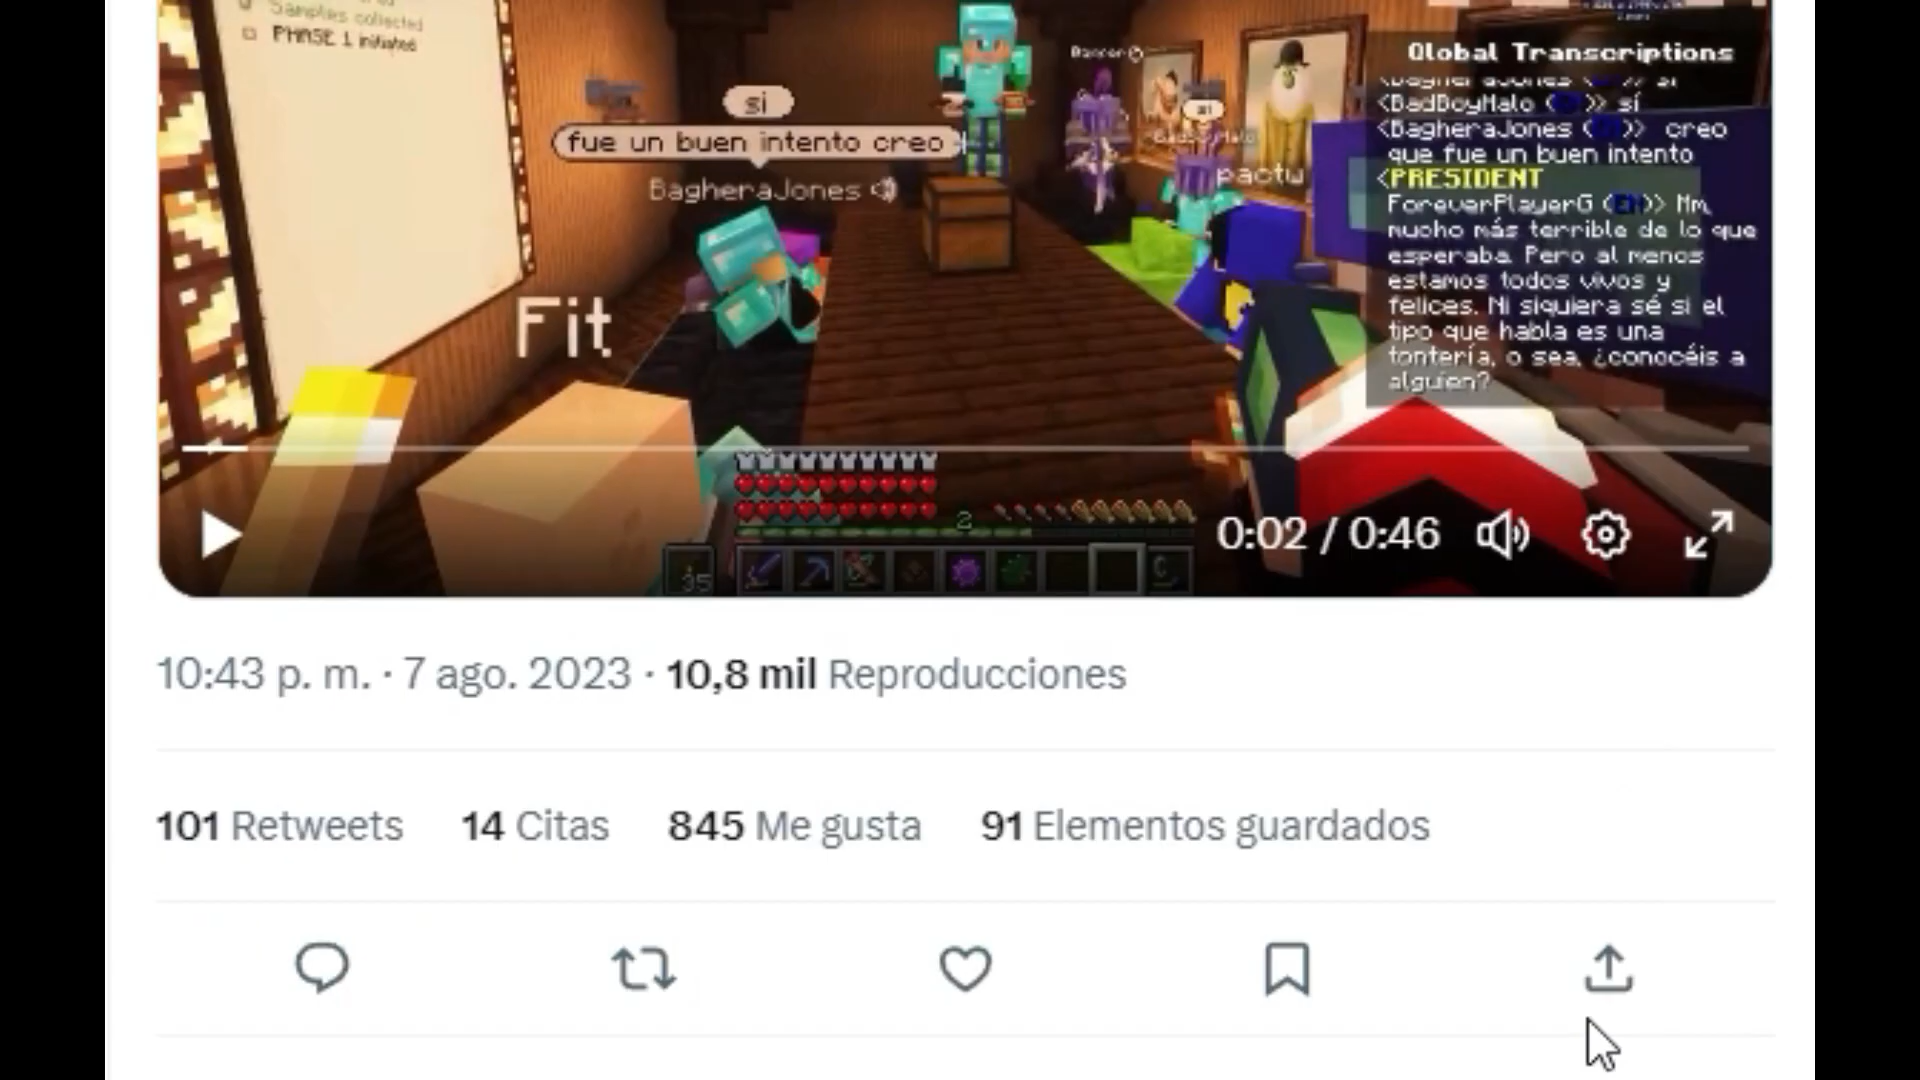 Samples collected
PHASE 1 initiated
si
fue un buen intento creo
BagheraJones
Fit
pactu
Global Transcriptions
<BadBoyHalo ( )> sí
<BagheraJones ( )> creo
que fue un buen intento
<PRESIDENT
ForeverPlayerG (EN)> Mm,
mucho más terrible de lo que
esperaba. Pero al menos
estamos todos vivos y
felices. Ni siquiera sé si el
tipo que habla es una
tontería, o sea, ¿conocéis a
alguien?
2
35
0:02 / 0:46
10:43 p. m. · 7 ago. 2023 · 10,8 mil Reproducciones
101 Retweets 14 Citas 845 Me gusta 91 Elementos guardados